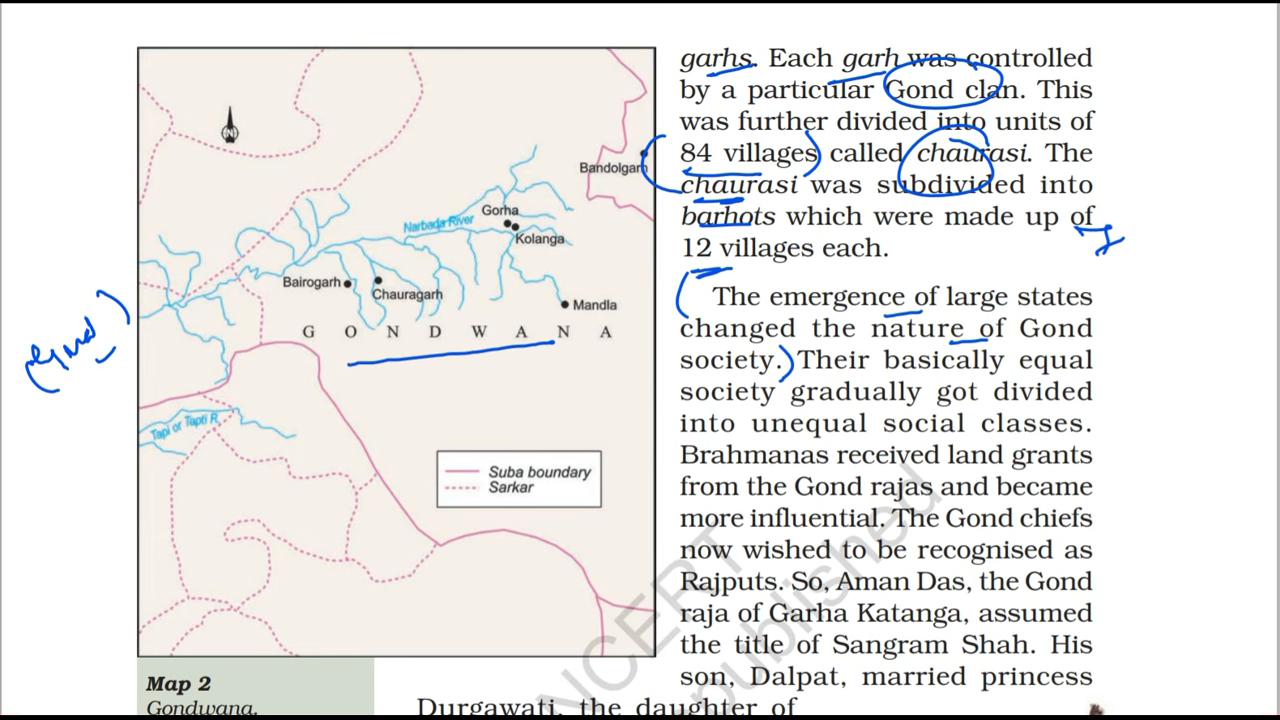 garhs. Each garh was controlled
by a particular Gond clan. This
was further divided into units of
84 villages called chaurasi. The
chaurasi was subdivided into
barhots which were made up of
12 villages each.
The emergence of large states
changed the nature of Gond
society. Their basically equal
society gradually got divided
into unequal social classes.
Brahmanas received land grants
from the Gond rajas and became
more influential. The Gond chiefs
now wished to be recognised as
Rajputs. So, Aman Das, the Gond
raja of Garha Katanga, assumed
the title of Sangram Shah. His
son, Dalpat, married princess
Durgawati, the daughter of
N
Bandolgarh
Gorha
Narbada River
Kolanga
Bairogarh
Chauragarh
Mandla
GONDWANA
Tapi or Tapti R.
Suba boundary
Sarkar
Map 2
Gondwana.
NCERT
published